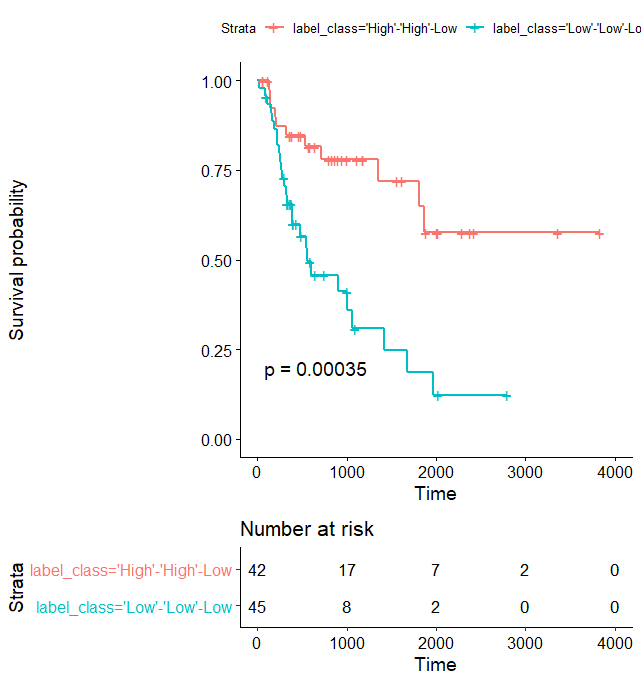 Strata label_class='High'-'High'-Low label_class='Low'-'Low'-Lo
Survival probability
1.00
0.75
0.50
0.25
0.00
p = 0.00035
0 1000 2000 3000 4000
Time
Number at risk
Strata
label_class='High'-'High'-Low 42 17 7 2 0
label_class='Low'-'Low'-Low 45 8 2 0 0
0 1000 2000 3000 4000
Time